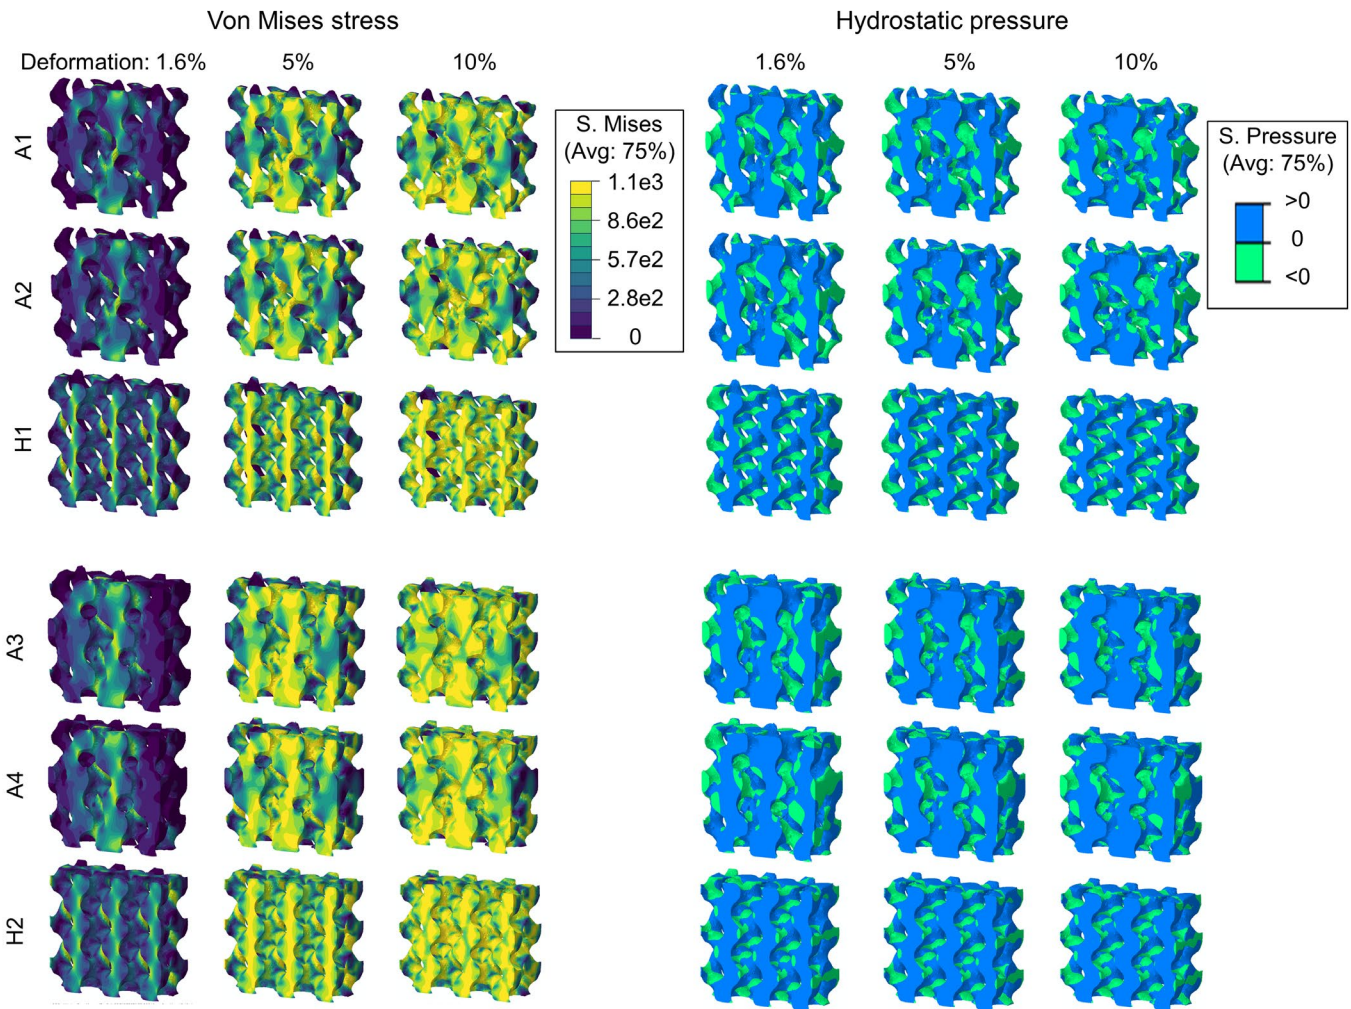 Von Mises stress
Hydrostatic pressure
Deformation: 1.6% 5% 10%
1.6% 5% 10%
A1
S. Mises
(Avg: 75%)
1.1e3
8.6e2
5.7e2
2.8e2
0
S. Pressure
(Avg: 75%)
>0
0
<0
A2
H1
A3
A4
H2